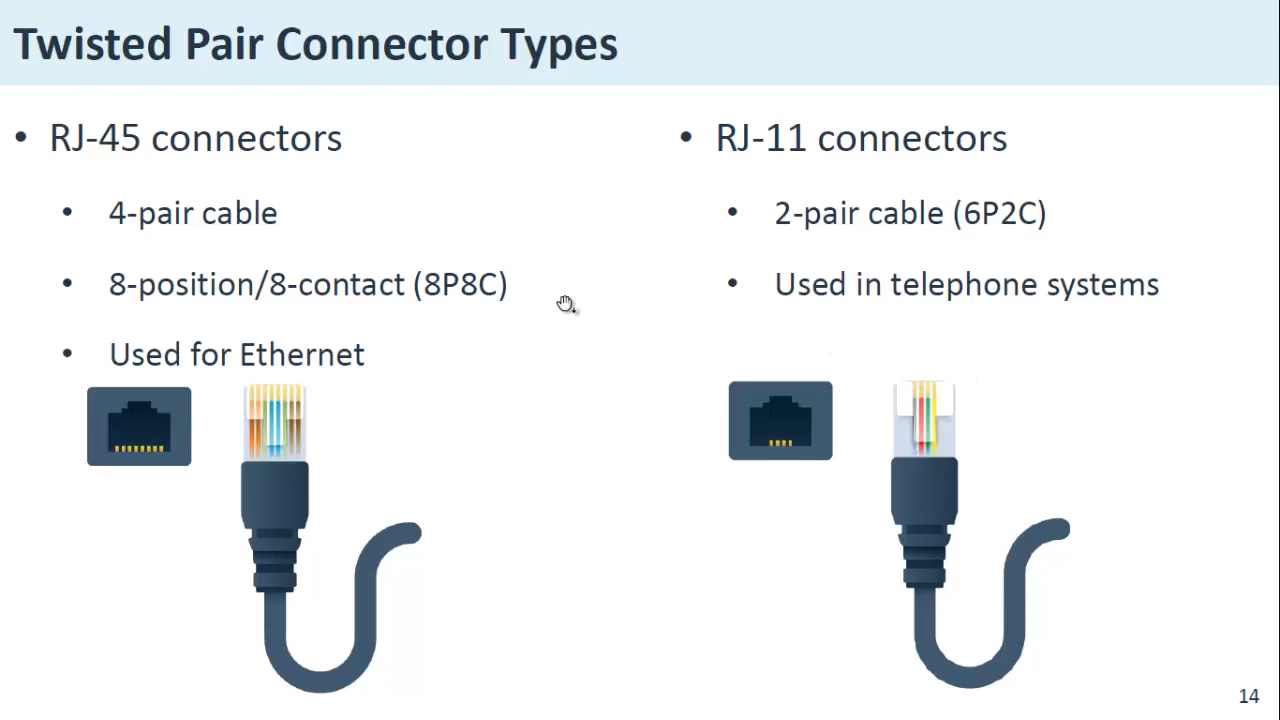 Twisted Pair Connector Types
• RJ-45 connectors
• 4-pair cable
• 8-position/8-contact (8P8C)
• Used for Ethernet
• RJ-11 connectors
• 2-pair cable (6P2C)
• Used in telephone systems
14